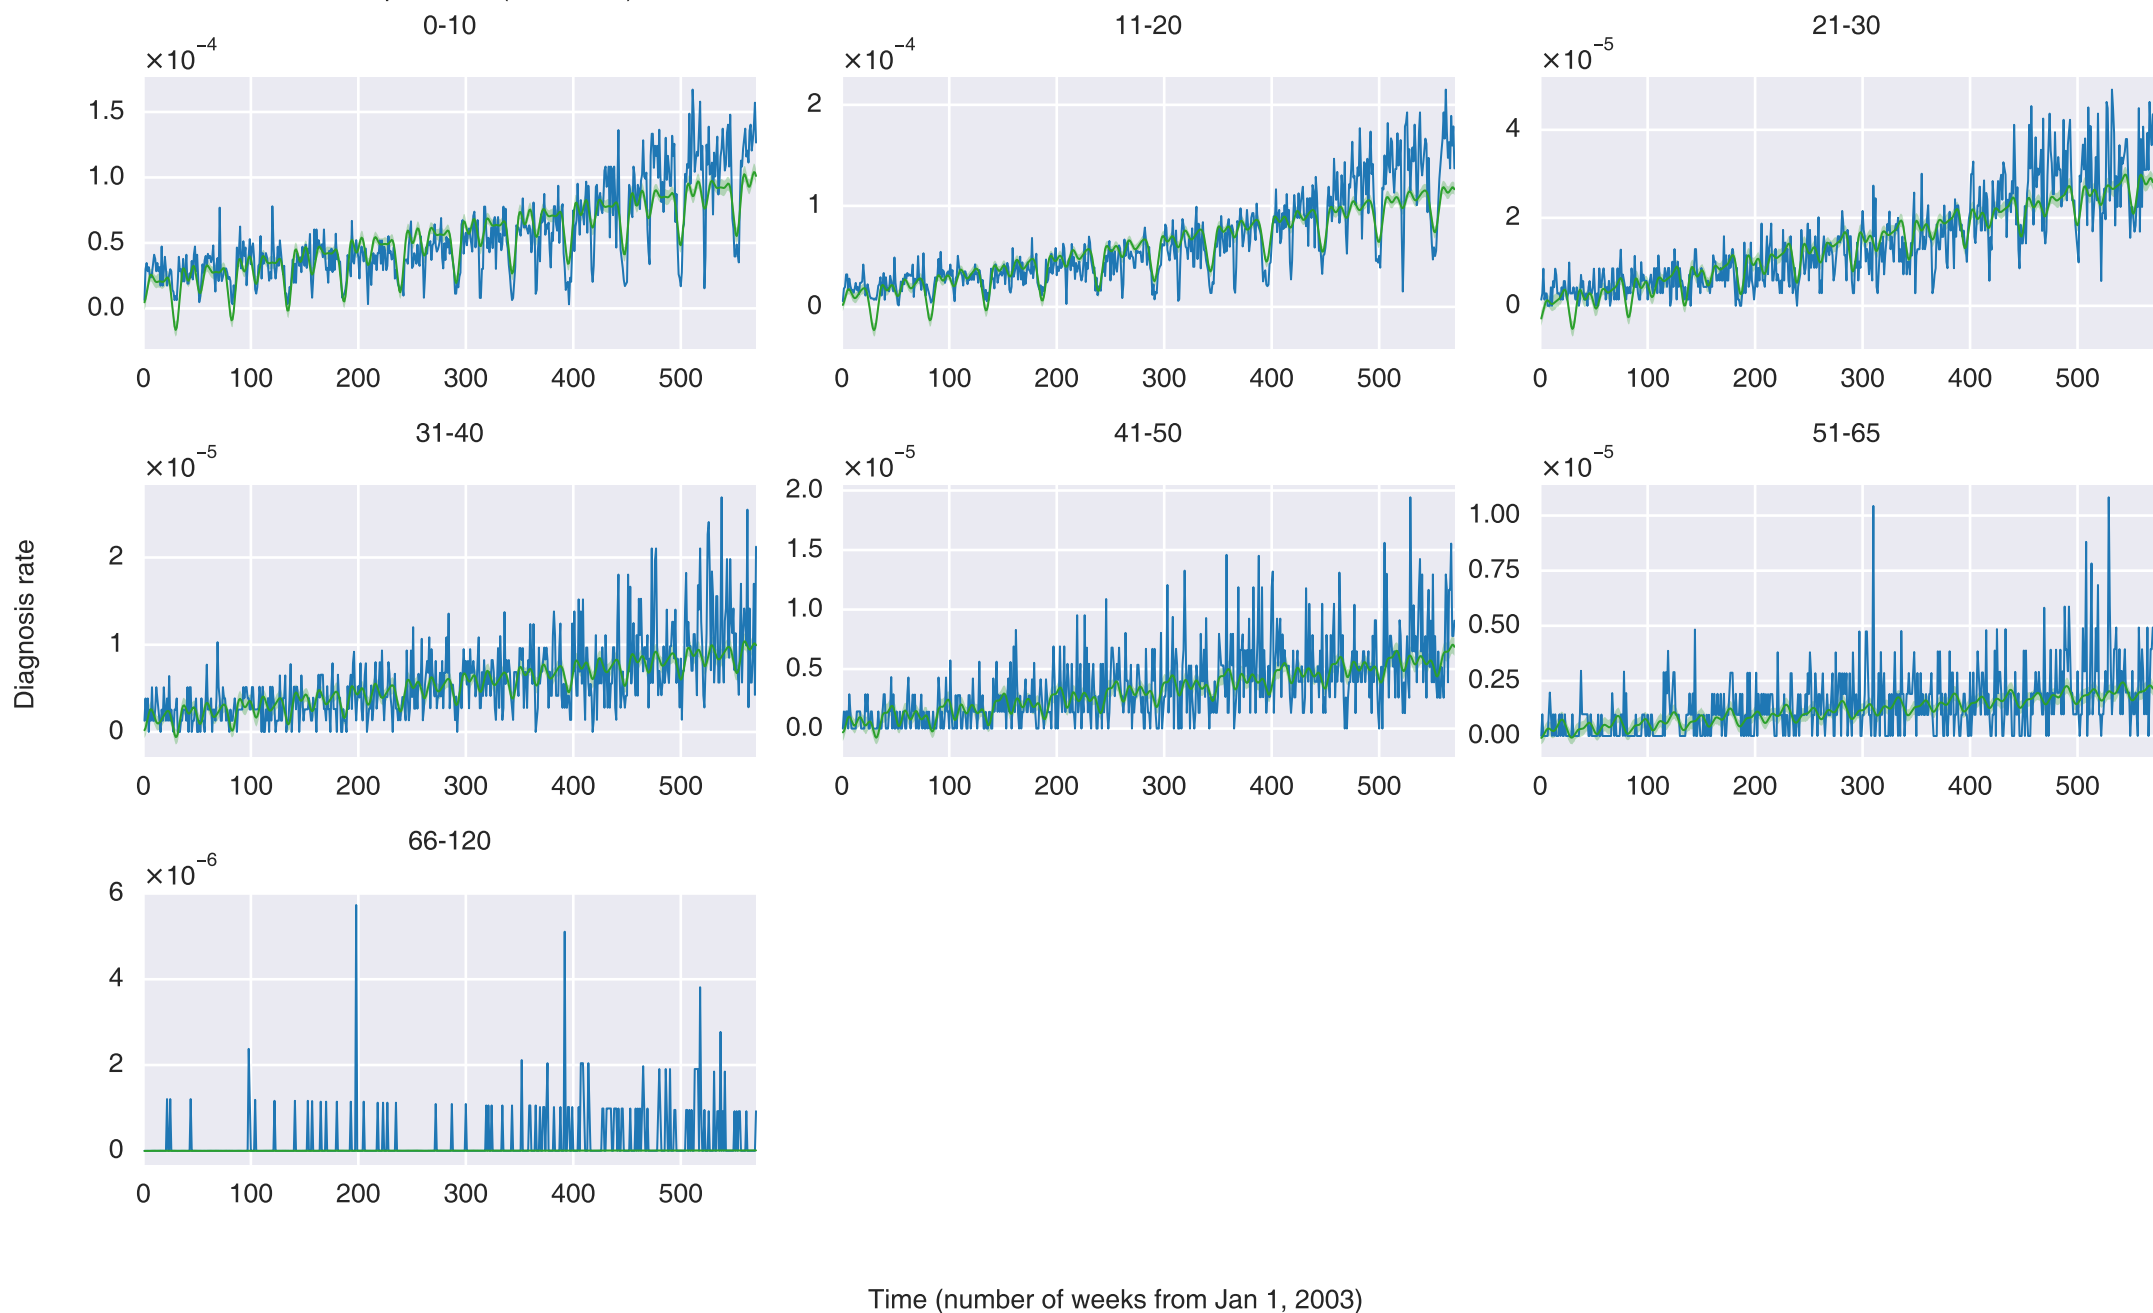 0-10 11-20 21-30
×10⁻⁴ ×10⁻⁴ ×10⁻⁵
1.5 2 4
1.0 1 2
0.5 0 0
0.0
0 100 200 300 400 500 0 100 200 300 400 500 0 100 200 300 400 500
31-40 41-50 51-65
×10⁻⁵ ×10⁻⁵ ×10⁻⁵
2 2.0 1.00
1 1.5 0.75
0 1.0 0.50
0.5 0.25
0.0 0.00
Diagnosis rate
0 100 200 300 400 500 0 100 200 300 400 500 0 100 200 300 400 500
66-120
×10⁻⁶
6
4
2
0
0 100 200 300 400 500
Time (number of weeks from Jan 1, 2003)